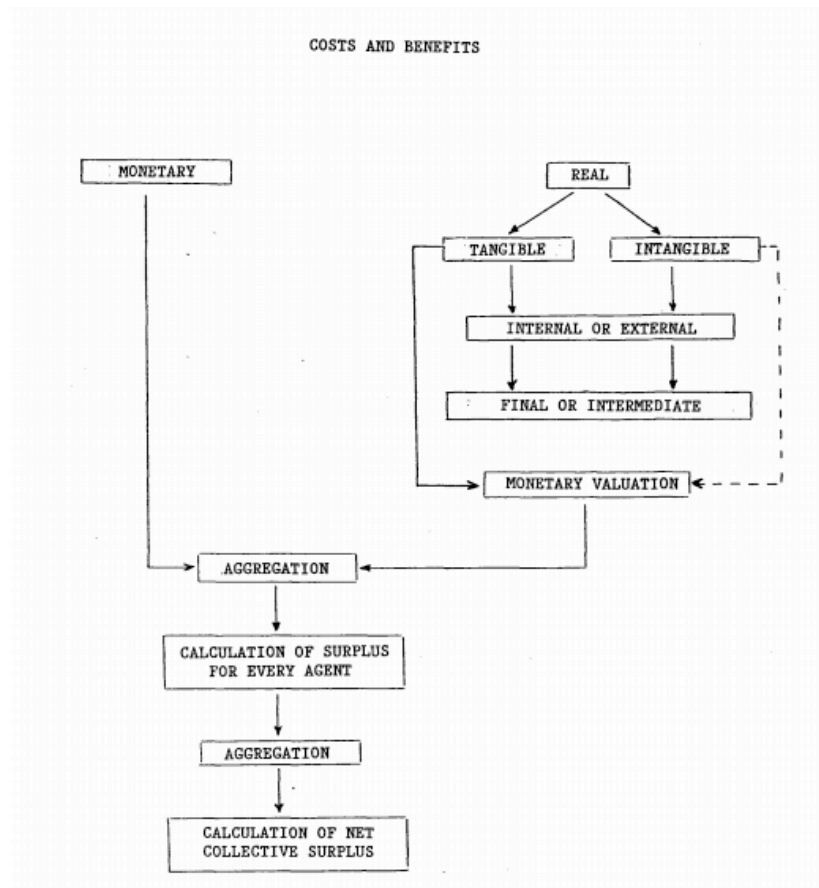 COSTS AND BENEFITS
MONETARY
REAL
TANGIBLE
INTANGIBLE
INTERNAL OR EXTERNAL
FINAL OR INTERMEDIATE
MONETARY VALUATION
AGGREGATION
CALCULATION OF SURPLUS
FOR EVERY AGENT
AGGREGATION
CALCULATION OF NET
COLLECTIVE SURPLUS